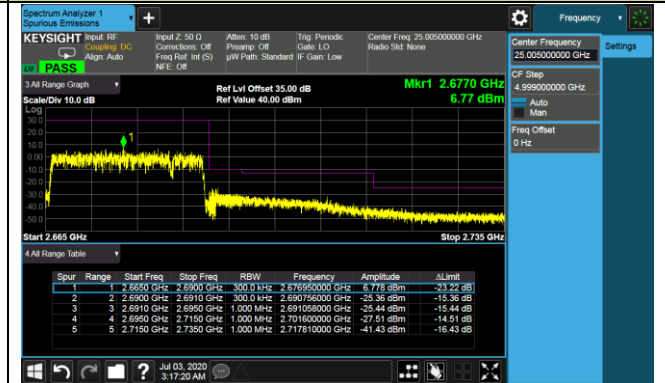 Spectrum Analyzer 1
Spurious Emissions
Frequency
KEYSIGHT Input: RF
Coupling: DC
Align: Auto
Input Z: 50 Ω
Corrections: Off
Freq Ref: Int (S)
NFE: Off
Atten: 10 dB
Preamp: Off
µW Path: Standard
Trig: Periodic
Gate: LO
IF Gain: Low
Center Freq: 25.005000000 GHz
Radio Std: None
PASS
Center Frequency
25.005000000 GHz
Settings
CF Step
4.999000000 GHz
Auto
Man
Freq Offset
0 Hz
3 All Range Graph
Scale/Div 10.0 dB
Ref Lvl Offset 35.00 dB
Ref Value 40.00 dBm
Mkr1 2.6770 GHz
6.77 dBm
Log
30.0
20.0
10.0
0.00
-10.0
-20.0
-30.0
-40.0
-50.0
1
Start 2.665 GHz
Stop 2.735 GHz
4 All Range Table
Spur Range Start Freq Stop Freq RBW Frequency Amplitude ΔLimit
1 1 2.6650 GHz 2.6900 GHz 300.0 kHz 2.676950000 GHz 6.778 dBm -23.22 dB
2 2 2.6900 GHz 2.6910 GHz 300.0 kHz 2.690756000 GHz -25.36 dBm -15.36 dB
3 3 2.6910 GHz 2.6950 GHz 1.000 MHz 2.691058000 GHz -25.44 dBm -15.44 dB
4 4 2.6950 GHz 2.7150 GHz 1.000 MHz 2.701600000 GHz -27.51 dBm -14.51 dB
5 5 2.7150 GHz 2.7350 GHz 1.000 MHz 2.717810000 GHz -41.43 dBm -16.43 dB
Jul 03, 2020
3:17:20 AM